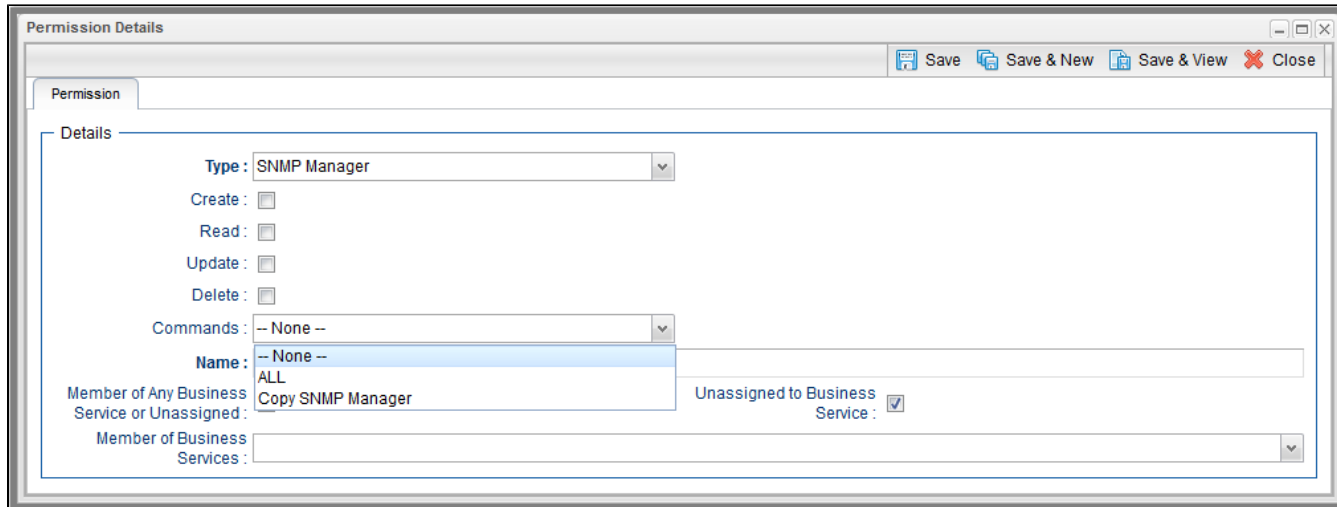 Permission Details
Save Save & New Save & View Close
Permission
Details
Type : SNMP Manager
Create :
Read :
Update :
Delete :
Commands : -- None --
Name :
-- None --
ALL
Copy SNMP Manager
Member of Any Business
Service or Unassigned :
Unassigned to Business
Service :
Member of Business
Services :